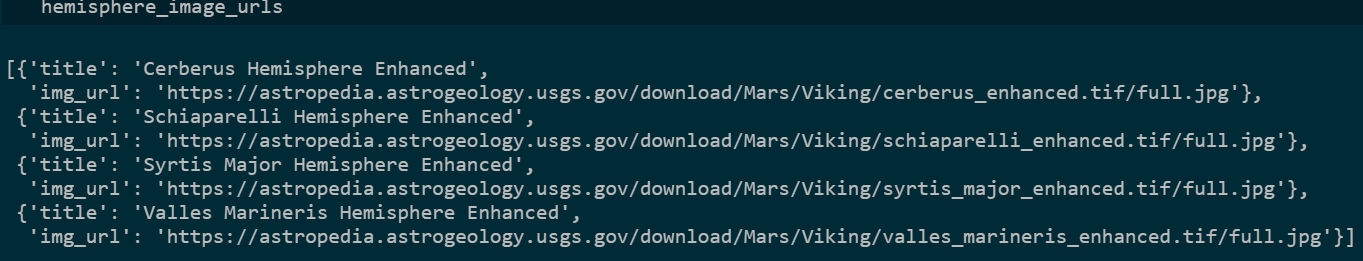 hemisphere_image_urls
[{'title': 'Cerberus Hemisphere Enhanced',
'img_url': 'https://astropedia.astrogeology.usgs.gov/download/Mars/Viking/cerberus_enhanced.tif/full.jpg'},
{'title': 'Schiaparelli Hemisphere Enhanced',
'img_url': 'https://astropedia.astrogeology.usgs.gov/download/Mars/Viking/schiaparelli_enhanced.tif/full.jpg'},
{'title': 'Syrtis Major Hemisphere Enhanced',
'img_url': 'https://astropedia.astrogeology.usgs.gov/download/Mars/Viking/syrtis_major_enhanced.tif/full.jpg'},
{'title': 'Valles Marineris Hemisphere Enhanced',
'img_url': 'https://astropedia.astrogeology.usgs.gov/download/Mars/Viking/valles_marineris_enhanced.tif/full.jpg'}]